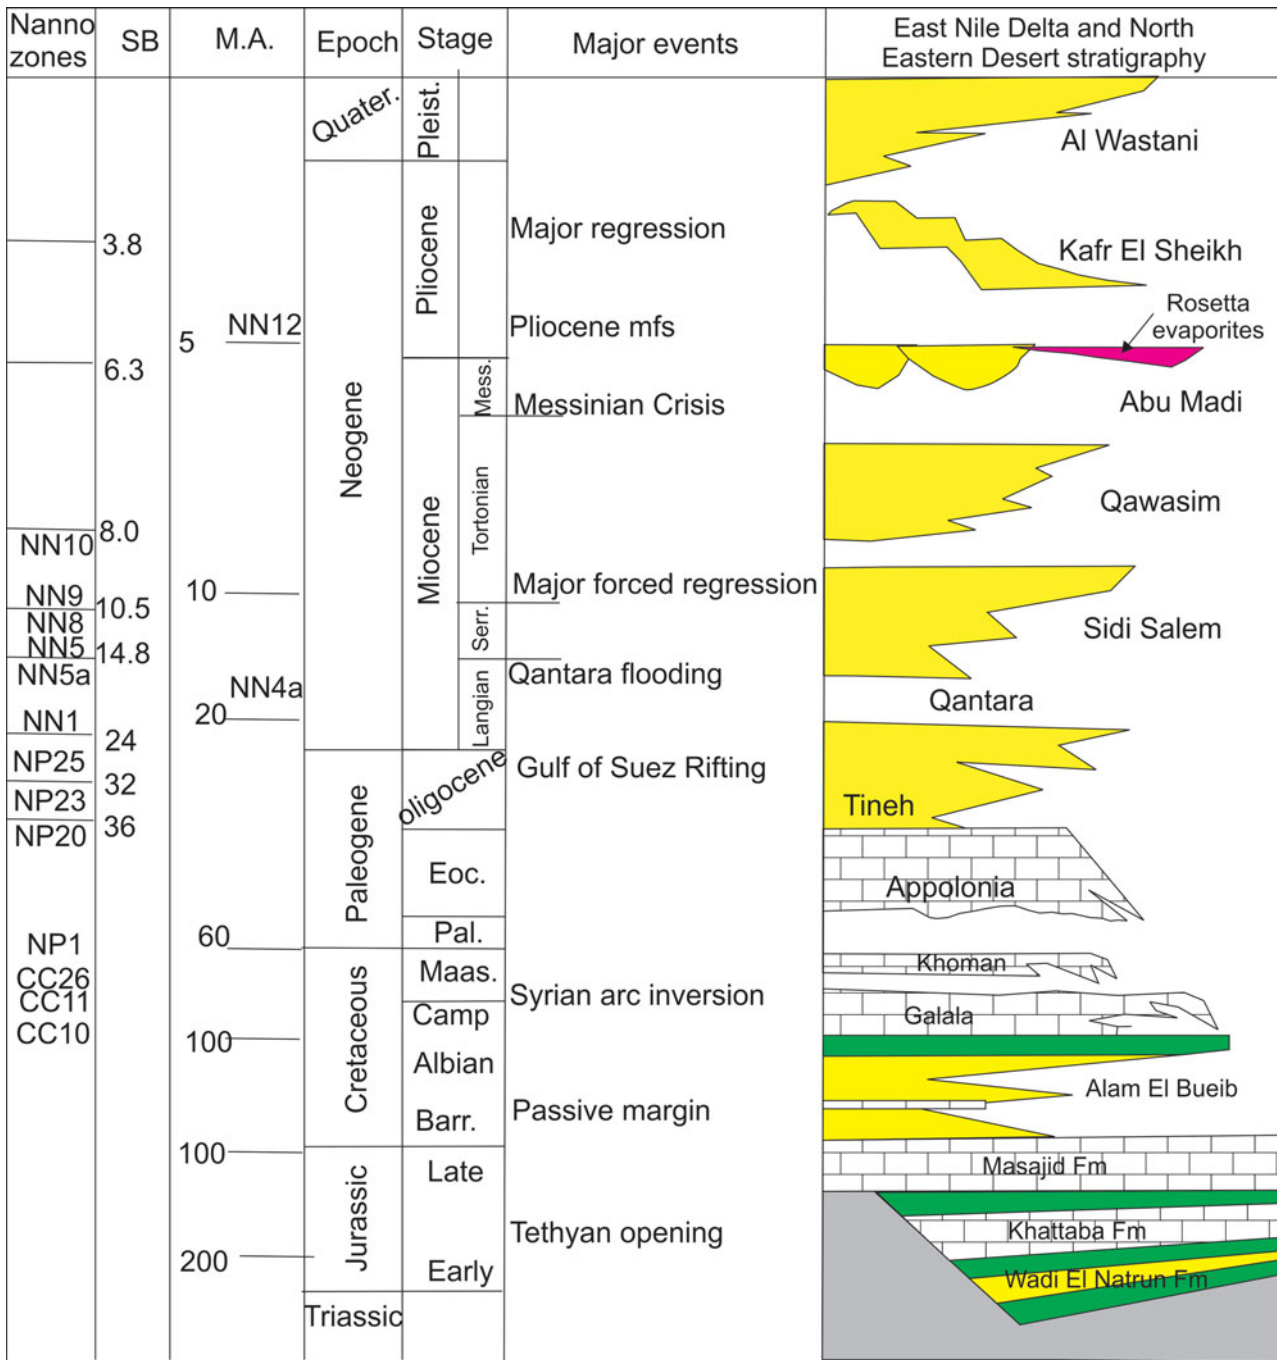 Nanno
zones
SB
M.A.
Epoch
Stage
Major events
East Nile Delta and North
Eastern Desert stratigraphy
Quater.
Pleist.
Al Wastani
Pliocene
Major regression
3.8
Kafr El Sheikh
Rosetta
evaporites
NN12
5
Pliocene mfs
6.3
Mess.
Messinian Crisis
Abu Madi
Neogene
Miocene
Tortonian
Qawasim
8.0
NN10
10
Major forced regression
NN9
10.5
NN8
Serr.
Sidi Salem
NN5
14.8
NN5a
NN4a
Langian
Qantara flooding
Qantara
NN1
20
24
NP25
oligocene
Gulf of Suez Rifting
32
NP23
Tineh
36
NP20
Paleogene
Eoc.
Appolonia
NP1
60
Pal.
CC26
Maas.
Khoman
CC11
Syrian arc inversion
Camp
Galala
CC10
100
Cretaceous
Albian
Alam El Bueib
Barr.
Passive margin
100
Late
Masajid Fm
Jurassic
Tethyan opening
Khattaba Fm
200
Early
Wadi El Natrun Fm
Triassic